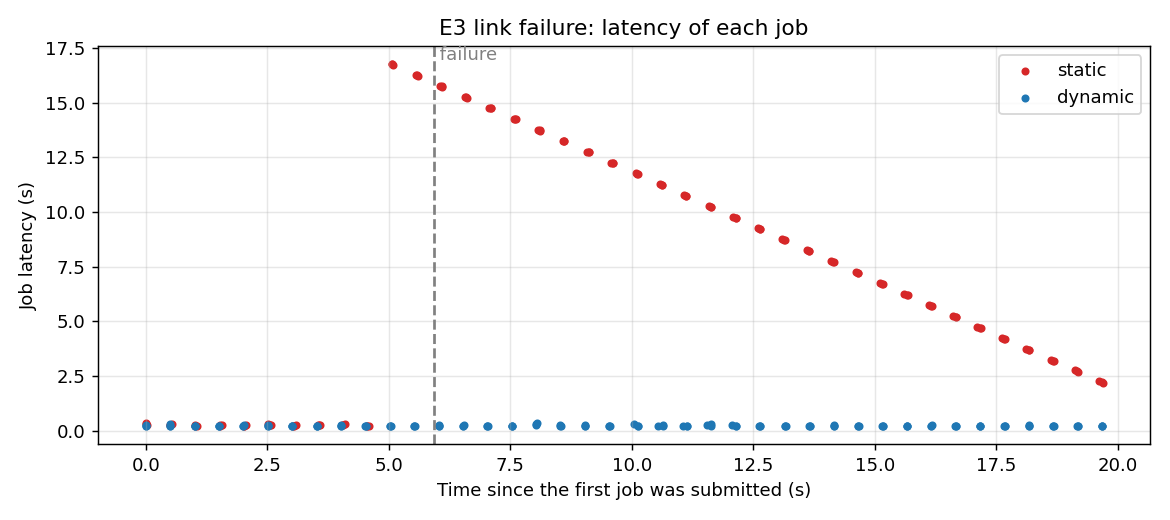 E3 link failure: latency of each job
17.5
15.0
12.5
10.0
7.5
5.0
2.5
0.0
Job latency (s)
failure
static
dynamic
0.0 2.5 5.0 7.5 10.0 12.5 15.0 17.5 20.0
Time since the first job was submitted (s)